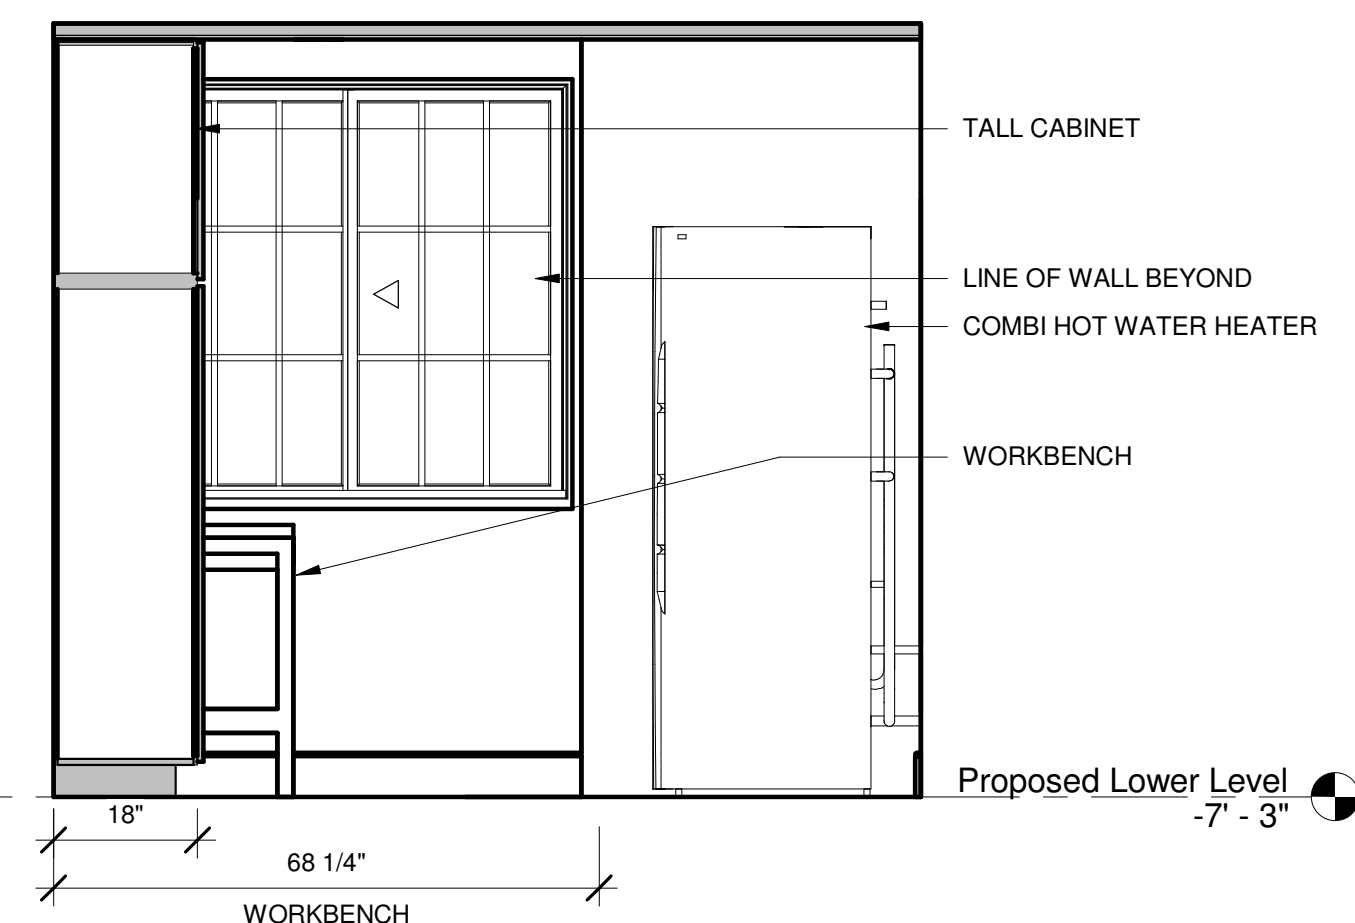 TALL CABINET
LINE OF WALL BEYOND
COMBI HOT WATER HEATER
WORKBENCH
Proposed Lower Level
-7' - 3"
18"
68 1/4"
WORKBENCH